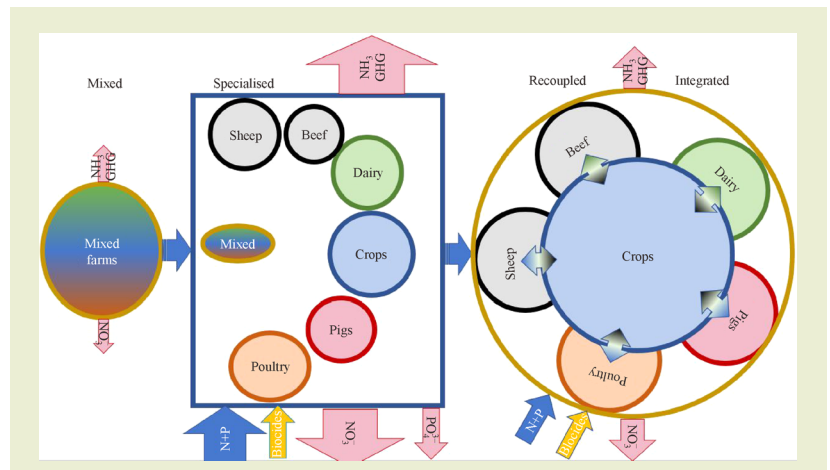 Mixed
Specialised
Recoupled
Integrated
NH₃
GHG
Mixed
farms
NO₃⁻
NH₃
GHG
Sheep
Beef
Dairy
Mixed
Crops
Pigs
Poultry
N+P
Biocides
NO₃⁻
NH₃
GHG
Beef
Dairy
Sheep
Crops
Pigs
Poultry
N+P
Biocides
NO₃⁻